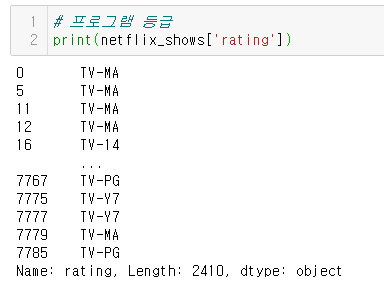 1 # 프로그램 등급
2 print(netflix_shows['rating'])
0 TV-MA
5 TV-MA
11 TV-MA
12 TV-MA
16 TV-14
...
7767 TV-PG
7775 TV-Y7
7777 TV-Y7
7779 TV-MA
7785 TV-PG
Name: rating, Length: 2410, dtype: object